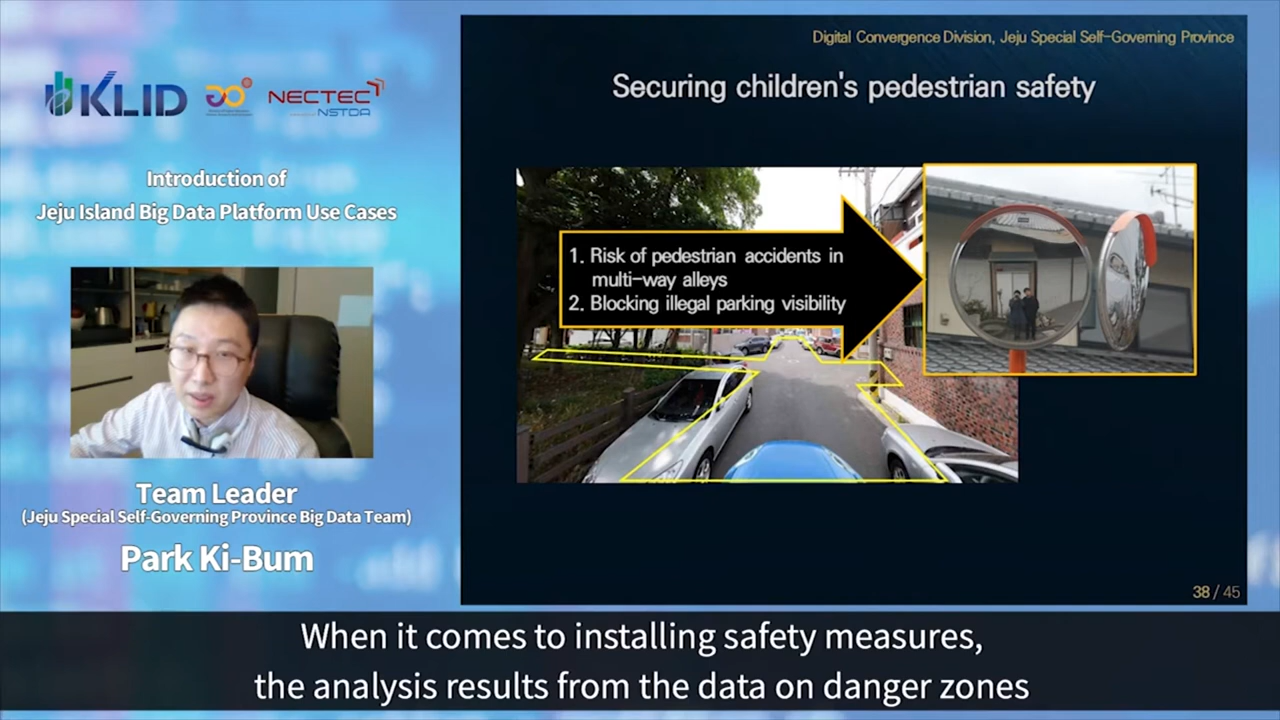 KLID
NECTEC
NSTDA
Introduction of
Jeju Island Big Data Platform Use Cases
Team Leader
(Jeju Special Self-Governing Province Big Data Team)
Park Ki-Bum
Digital Convergence Division, Jeju Special Self-Governing Province
Securing children's pedestrian safety
1. Risk of pedestrian accidents in
multi-way alleys
2. Blocking illegal parking visibility
38 / 45
When it comes to installing safety measures,
the analysis results from the data on danger zones